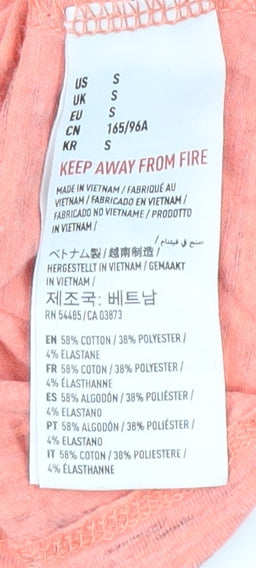 US S
UK S
EU S
CN 165/96A
KR S
KEEP AWAY FROM FIRE
MADE IN VIETNAM / FABRIQUÉ AU
VIETNAM / FABRICADO EN VIETNAM /
FABRICADO NO VIETNAME / PRODOTTO
IN VIETNAM /
صنع في فيتنام /
ベトナム製 / 越南制造 /
HERGESTELLT IN VIETNAM / GEMAAKT
IN VIETNAM /
제조국: 베트남
RN 54485 / CA 03873
EN 58% COTTON / 38% POLYESTER /
4% ELASTANE
FR 58% COTON / 38% POLYESTER /
4% ÉLASTHANNE
ES 58% ALGODÓN / 38% POLIÉSTER /
4% ELASTANO
PT 58% ALGODÃO / 38% POLIÉSTER /
4% ELASTANO
IT 58% COTONE / 38% POLIESTERE /
4% ÉLASTHANNE